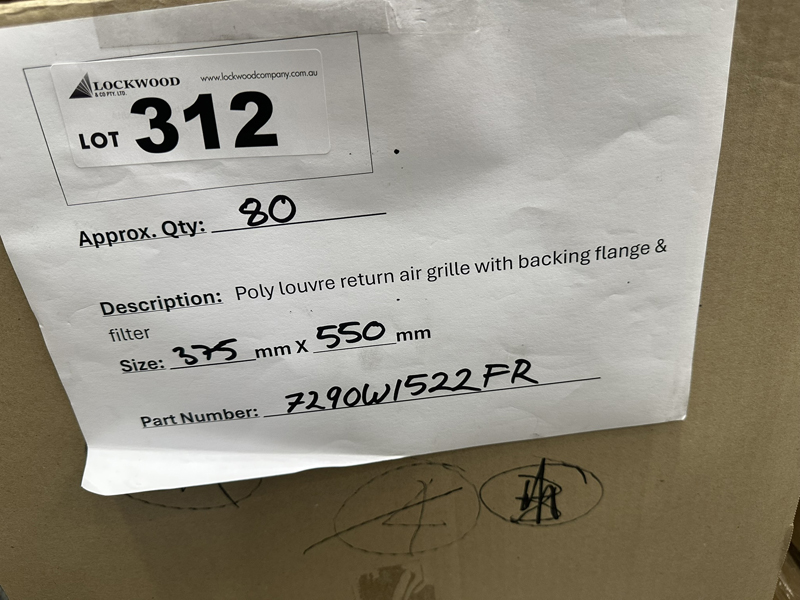 LOCKWOOD
& CO PTY. LTD.
www.lockwoodcompany.com.au
LOT 312
Approx. Qty: 80
Description: Poly louvre return air grille with backing flange &
filter
Size: 375 mm X 550 mm
Part Number: 7290W1522FR